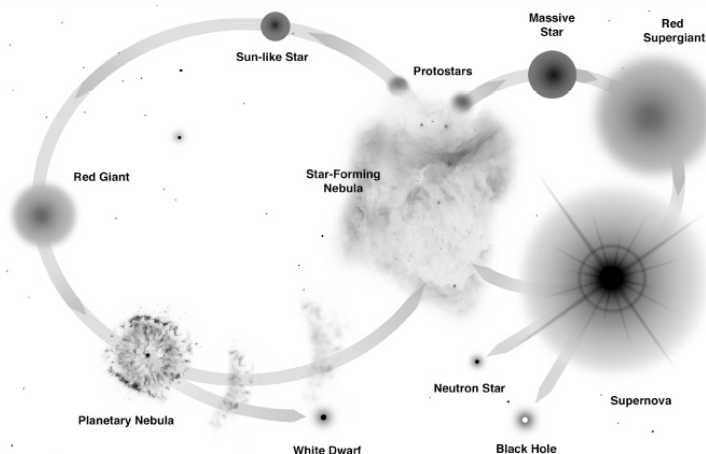 Massive
Star
Red
Supergiant
Sun-like Star
Protostars
Red Giant
Star-Forming
Nebula
Neutron Star
Supernova
Planetary Nebula
White Dwarf
Black Hole